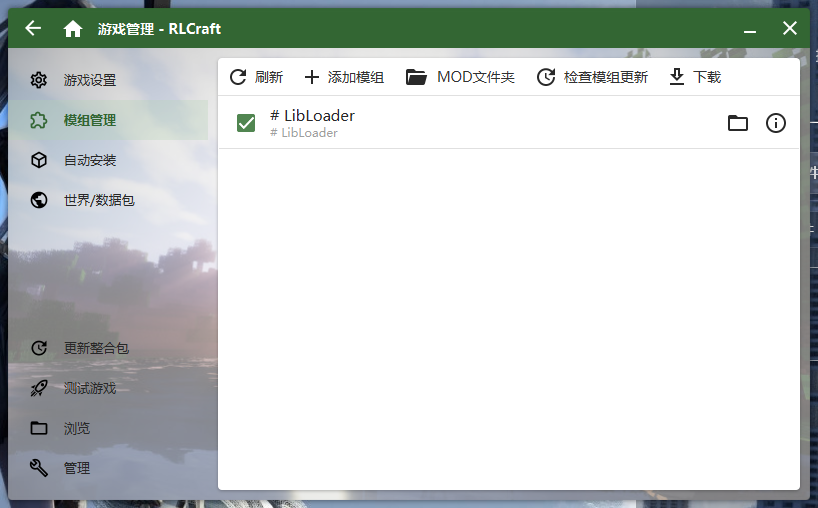 游戏管理 - RLCraft
游戏设置
模组管理
自动安装
世界/数据包
更新整合包
测试游戏
浏览
管理
刷新 添加模组 MOD文件夹 检查模组更新 下载
# LibLoader
# LibLoader